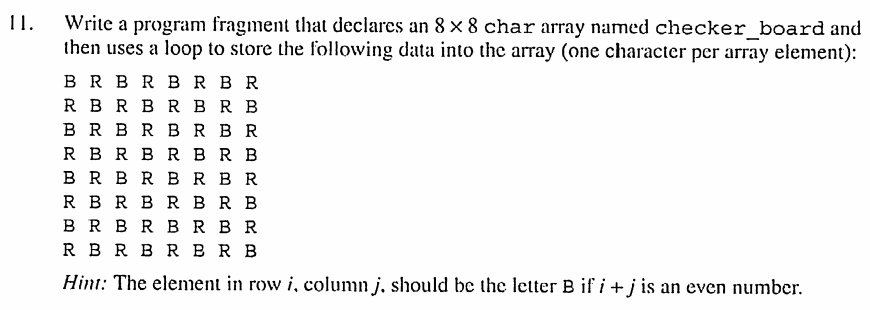 11. Write a program fragment that declares an 8 × 8 char array named checker_board and
then uses a loop to store the following data into the array (one character per array element):
B R B R B R B R
R B R B R B R B
B R B R B R B R
R B R B R B R B
B R B R B R B R
R B R B R B R B
B R B R B R B R
R B R B R B R B
Hint: The element in row i, column j, should be the letter B if i + j is an even number.